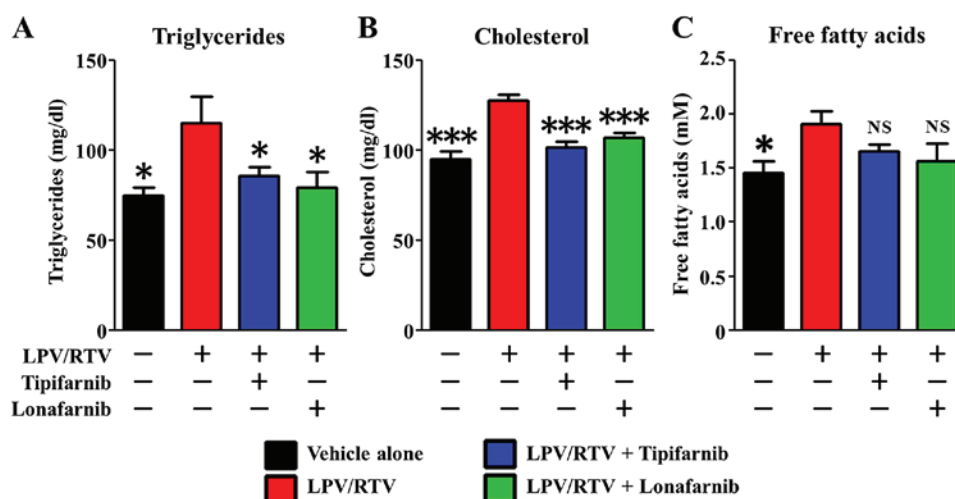 A Triglycerides
Triglycerides (mg/dl)
150
100
50
0
* * *
B Cholesterol
Cholesterol (mg/dl)
150
100
50
0
*** *** ***
C Free fatty acids
Free fatty acids (mM)
2.5
2.0
1.5
1.0
0.5
0
* NS NS
LPV/RTV − + + + − + + + − + + +
Tipifarnib − − + − − − + − − − + −
Lonafarnib − − − + − − − + − − − +
Vehicle alone
LPV/RTV
LPV/RTV + Tipifarnib
LPV/RTV + Lonafarnib